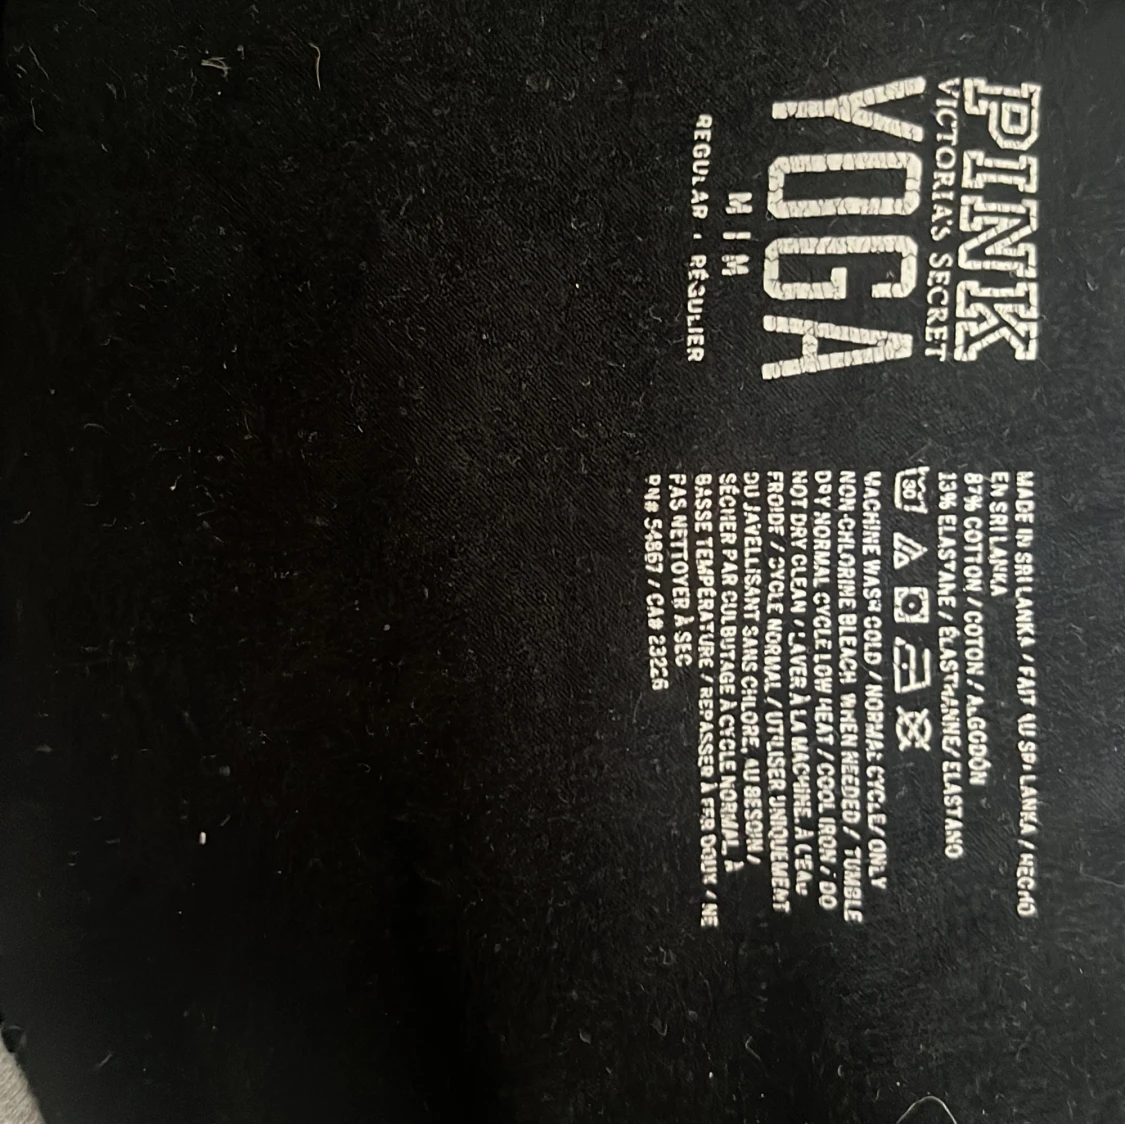 PINK
VICTORIA'S SECRET
YOGA
M | M
REGULAR • RÉGULIER
MADE IN SRI LANKA / FAIT AU SRI LANKA / HECHO
EN SRI LANKA
87% COTTON / COTON / ALGODÓN
13% ELASTANE / ÉLASTHANNE / ELASTANO
30
MACHINE WASH COLD / NORMAL CYCLE / ONLY
NON-CHLORINE BLEACH WHEN NEEDED / TUMBLE
DRY NORMAL CYCLE LOW HEAT / COOL IRON / DO
NOT DRY CLEAN / LAVER À LA MACHINE À L'EAU
FROIDE / CYCLE NORMAL / UTILISER UNIQUEMENT
DU JAVELLISANT SANS CHLORE, AU BESOIN /
SÉCHER PAR CULBUTAGE À CYCLE NORMAL, À
BASSE TEMPÉRATURE / REPASSER À FER DOUX / NE
PAS NETTOYER À SEC
RN# 54867 / CA# 23226